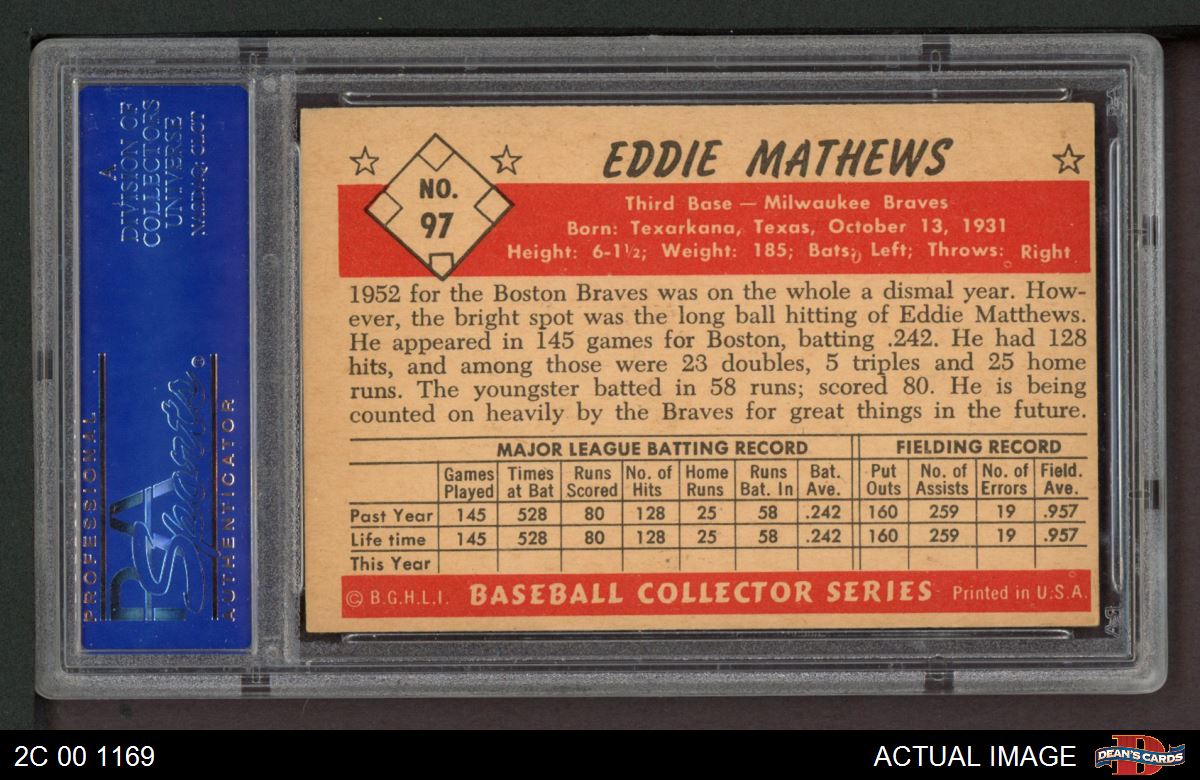 A
DIVISION OF
COLLECTORS
UNIVERSE
NASDAQ: CLCT
PROFESSIONAL
PSA
Sports®
AUTHENTICATOR
NO.
97
EDDIE MATHEWS
Third Base — Milwaukee Braves
Born: Texarkana, Texas, October 13, 1931
Height: 6-1½; Weight: 185; Bats; Left; Throws: Right
1952 for the Boston Braves was on the whole a dismal year. How-
ever, the bright spot was the long ball hitting of Eddie Matthews.
He appeared in 145 games for Boston, batting .242. He had 128
hits, and among those were 23 doubles, 5 triples and 25 home
runs. The youngster batted in 58 runs; scored 80. He is being
counted on heavily by the Braves for great things in the future.
MAJOR LEAGUE BATTING RECORD FIELDING RECORD
Games Times Runs No. of Home Runs Bat. Put No. of No. of Field.
Played at Bat Scored Hits Runs Bat. In Ave. Outs Assists Errors Ave.
Past Year 145 528 80 128 25 58 .242 160 259 19 .957
Life time 145 528 80 128 25 58 .242 160 259 19 .957
This Year
© B.G.H.L.I. BASEBALL COLLECTOR SERIES Printed in U.S.A.
2C 00 1169
ACTUAL IMAGE
DEAN'S CARDS